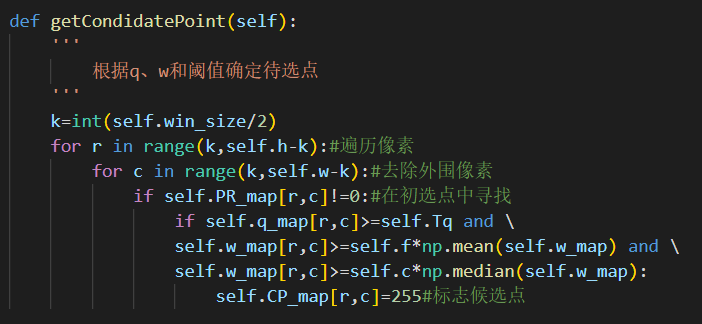 def getCondidatePoint(self):
    '''
        根据q、w和阈值确定待选点
    '''
    k=int(self.win_size/2)
    for r in range(k,self.h-k):#遍历像素
        for c in range(k,self.w-k):#去除外围像素
            if self.PR_map[r,c]!=0:#在初选点中寻找
                if self.q_map[r,c]>=self.Tq and \
                self.w_map[r,c]>=self.f*np.mean(self.w_map) and \
                self.w_map[r,c]>=self.c*np.median(self.w_map):
                    self.CP_map[r,c]=255#标志候选点